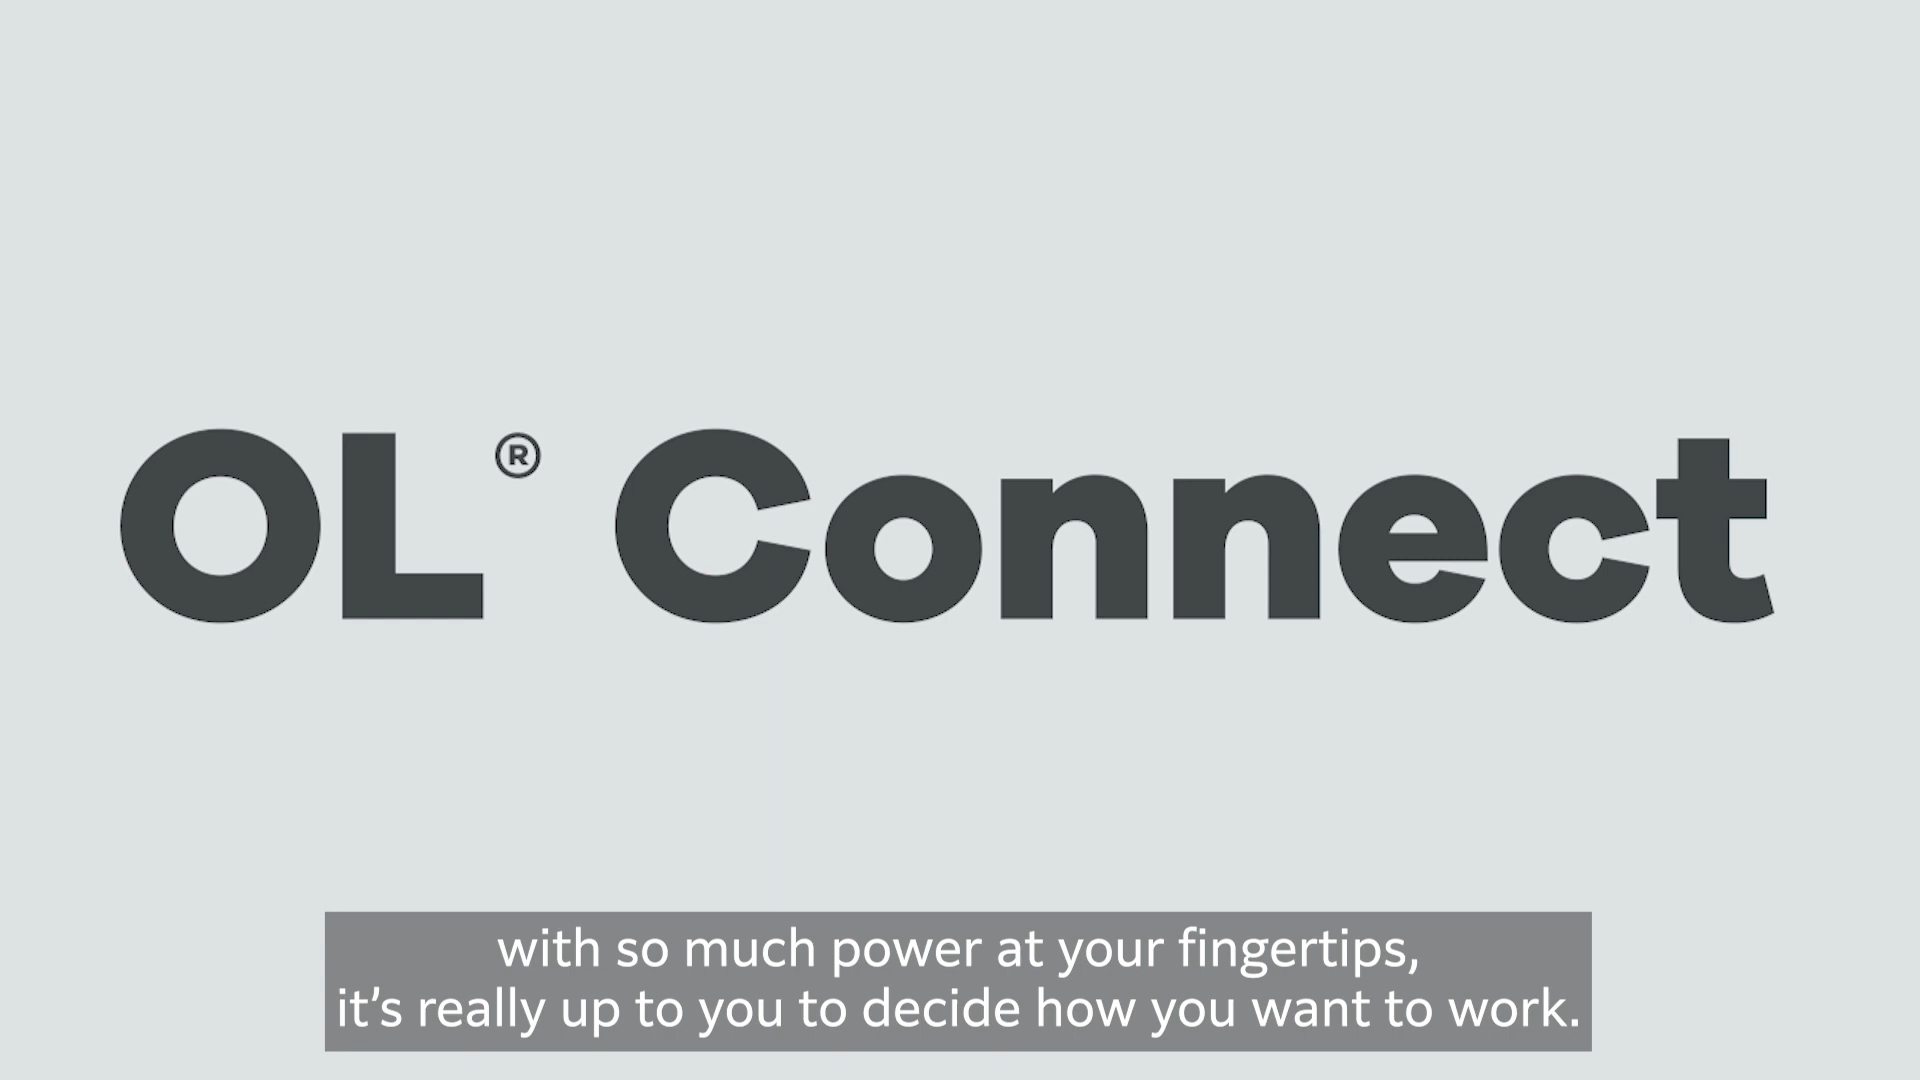 OL® Connect
with so much power at your fingertips,
it’s really up to you to decide how you want to work.